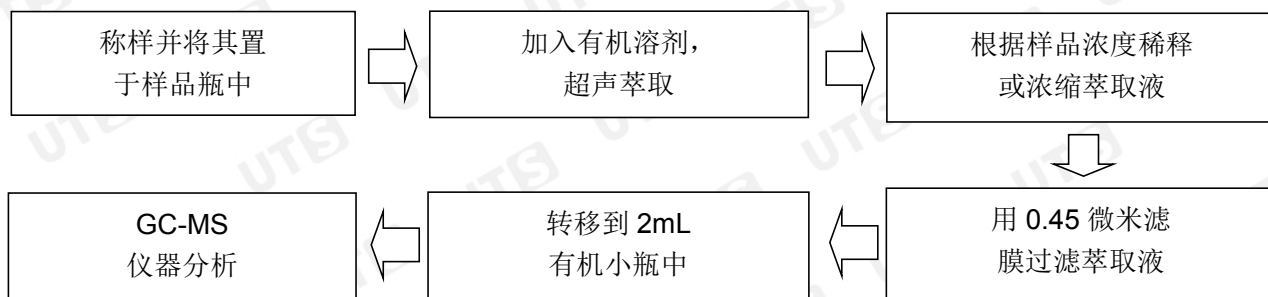 称样并将其置
于样品瓶中
加入有机溶剂，
超声萃取
根据样品浓度稀释
或浓缩萃取液
用 0.45 微米滤
膜过滤萃取液
转移到 2mL
有机小瓶中
GC-MS
仪器分析